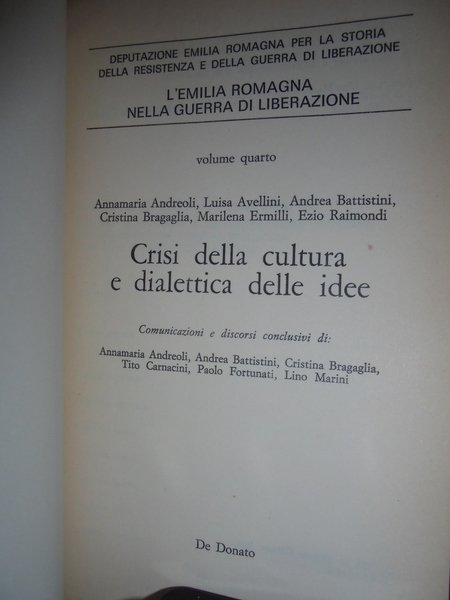 DEPUTAZIONE EMILIA ROMAGNA PER LA STORIA
DELLA RESISTENZA E DELLA GUERRA DI LIBERAZIONE
L'EMILIA ROMAGNA
NELLA GUERRA DI LIBERAZIONE
volume quarto
Annamaria Andreoli, Luisa Avellini, Andrea Battistini,
Cristina Bragaglia, Marilena Ermilli, Ezio Raimondi
Crisi della cultura
e dialettica delle idee
Comunicazioni e discorsi conclusivi di:
Annamaria Andreoli, Andrea Battistini, Cristina Bragaglia,
Tito Carnacini, Paolo Fortunati, Lino Marini
De Donato